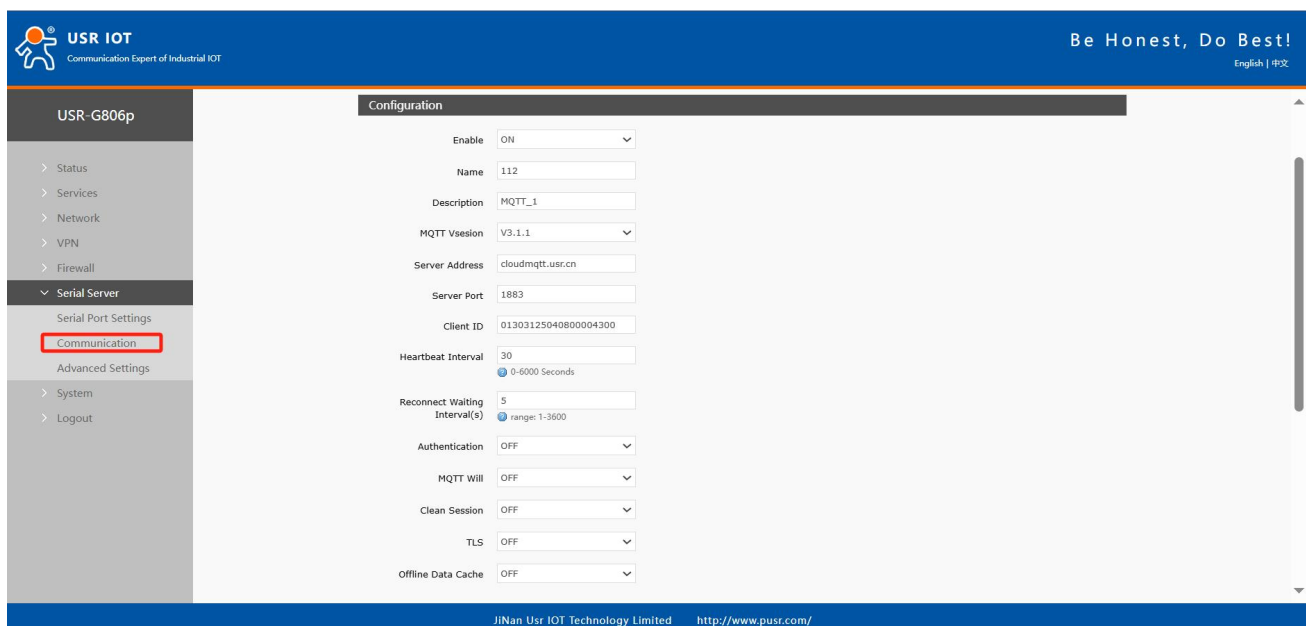 USR IOT
Communication Expert of Industrial IOT
Be Honest, Do Best!
English | 中文
USR-G806p
Status
Services
Network
VPN
Firewall
Serial Server
Serial Port Settings
Communication
Advanced Settings
System
Logout
Configuration
Enable ON
Name 112
Description MQTT_1
MQTT Vsesion V3.1.1
Server Address cloudmqtt.usr.cn
Server Port 1883
Client ID 01303125040800004300
Heartbeat Interval 30
0-6000 Seconds
Reconnect Waiting
Interval(s) 5
range: 1-3600
Authentication OFF
MQTT Will OFF
Clean Session OFF
TLS OFF
Offline Data Cache OFF
JiNan Usr IOT Technology Limited http://www.pusr.com/